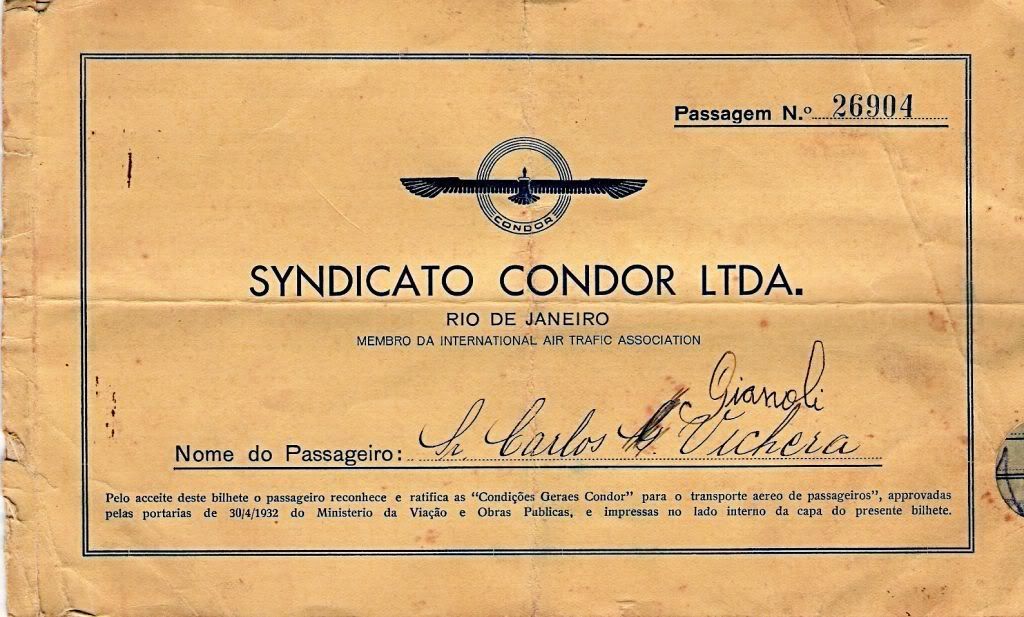 Passagem N.º 26904
CONDOR
SYNDICATO CONDOR LTDA.
RIO DE JANEIRO
MEMBRO DA INTERNATIONAL AIR TRAFIC ASSOCIATION
Gianoli
Nome do Passageiro: Sr. Carlos Vichera
Pelo acceite deste bilhete o passageiro reconhece e ratifica as "Condições Geraes Condor" para o transporte aereo de passageiros", approvadas
pelas portarias de 30/4/1932 do Ministerio da Viação e Obras Publicas, e impressas no lado interno da capa do presente bilhete.